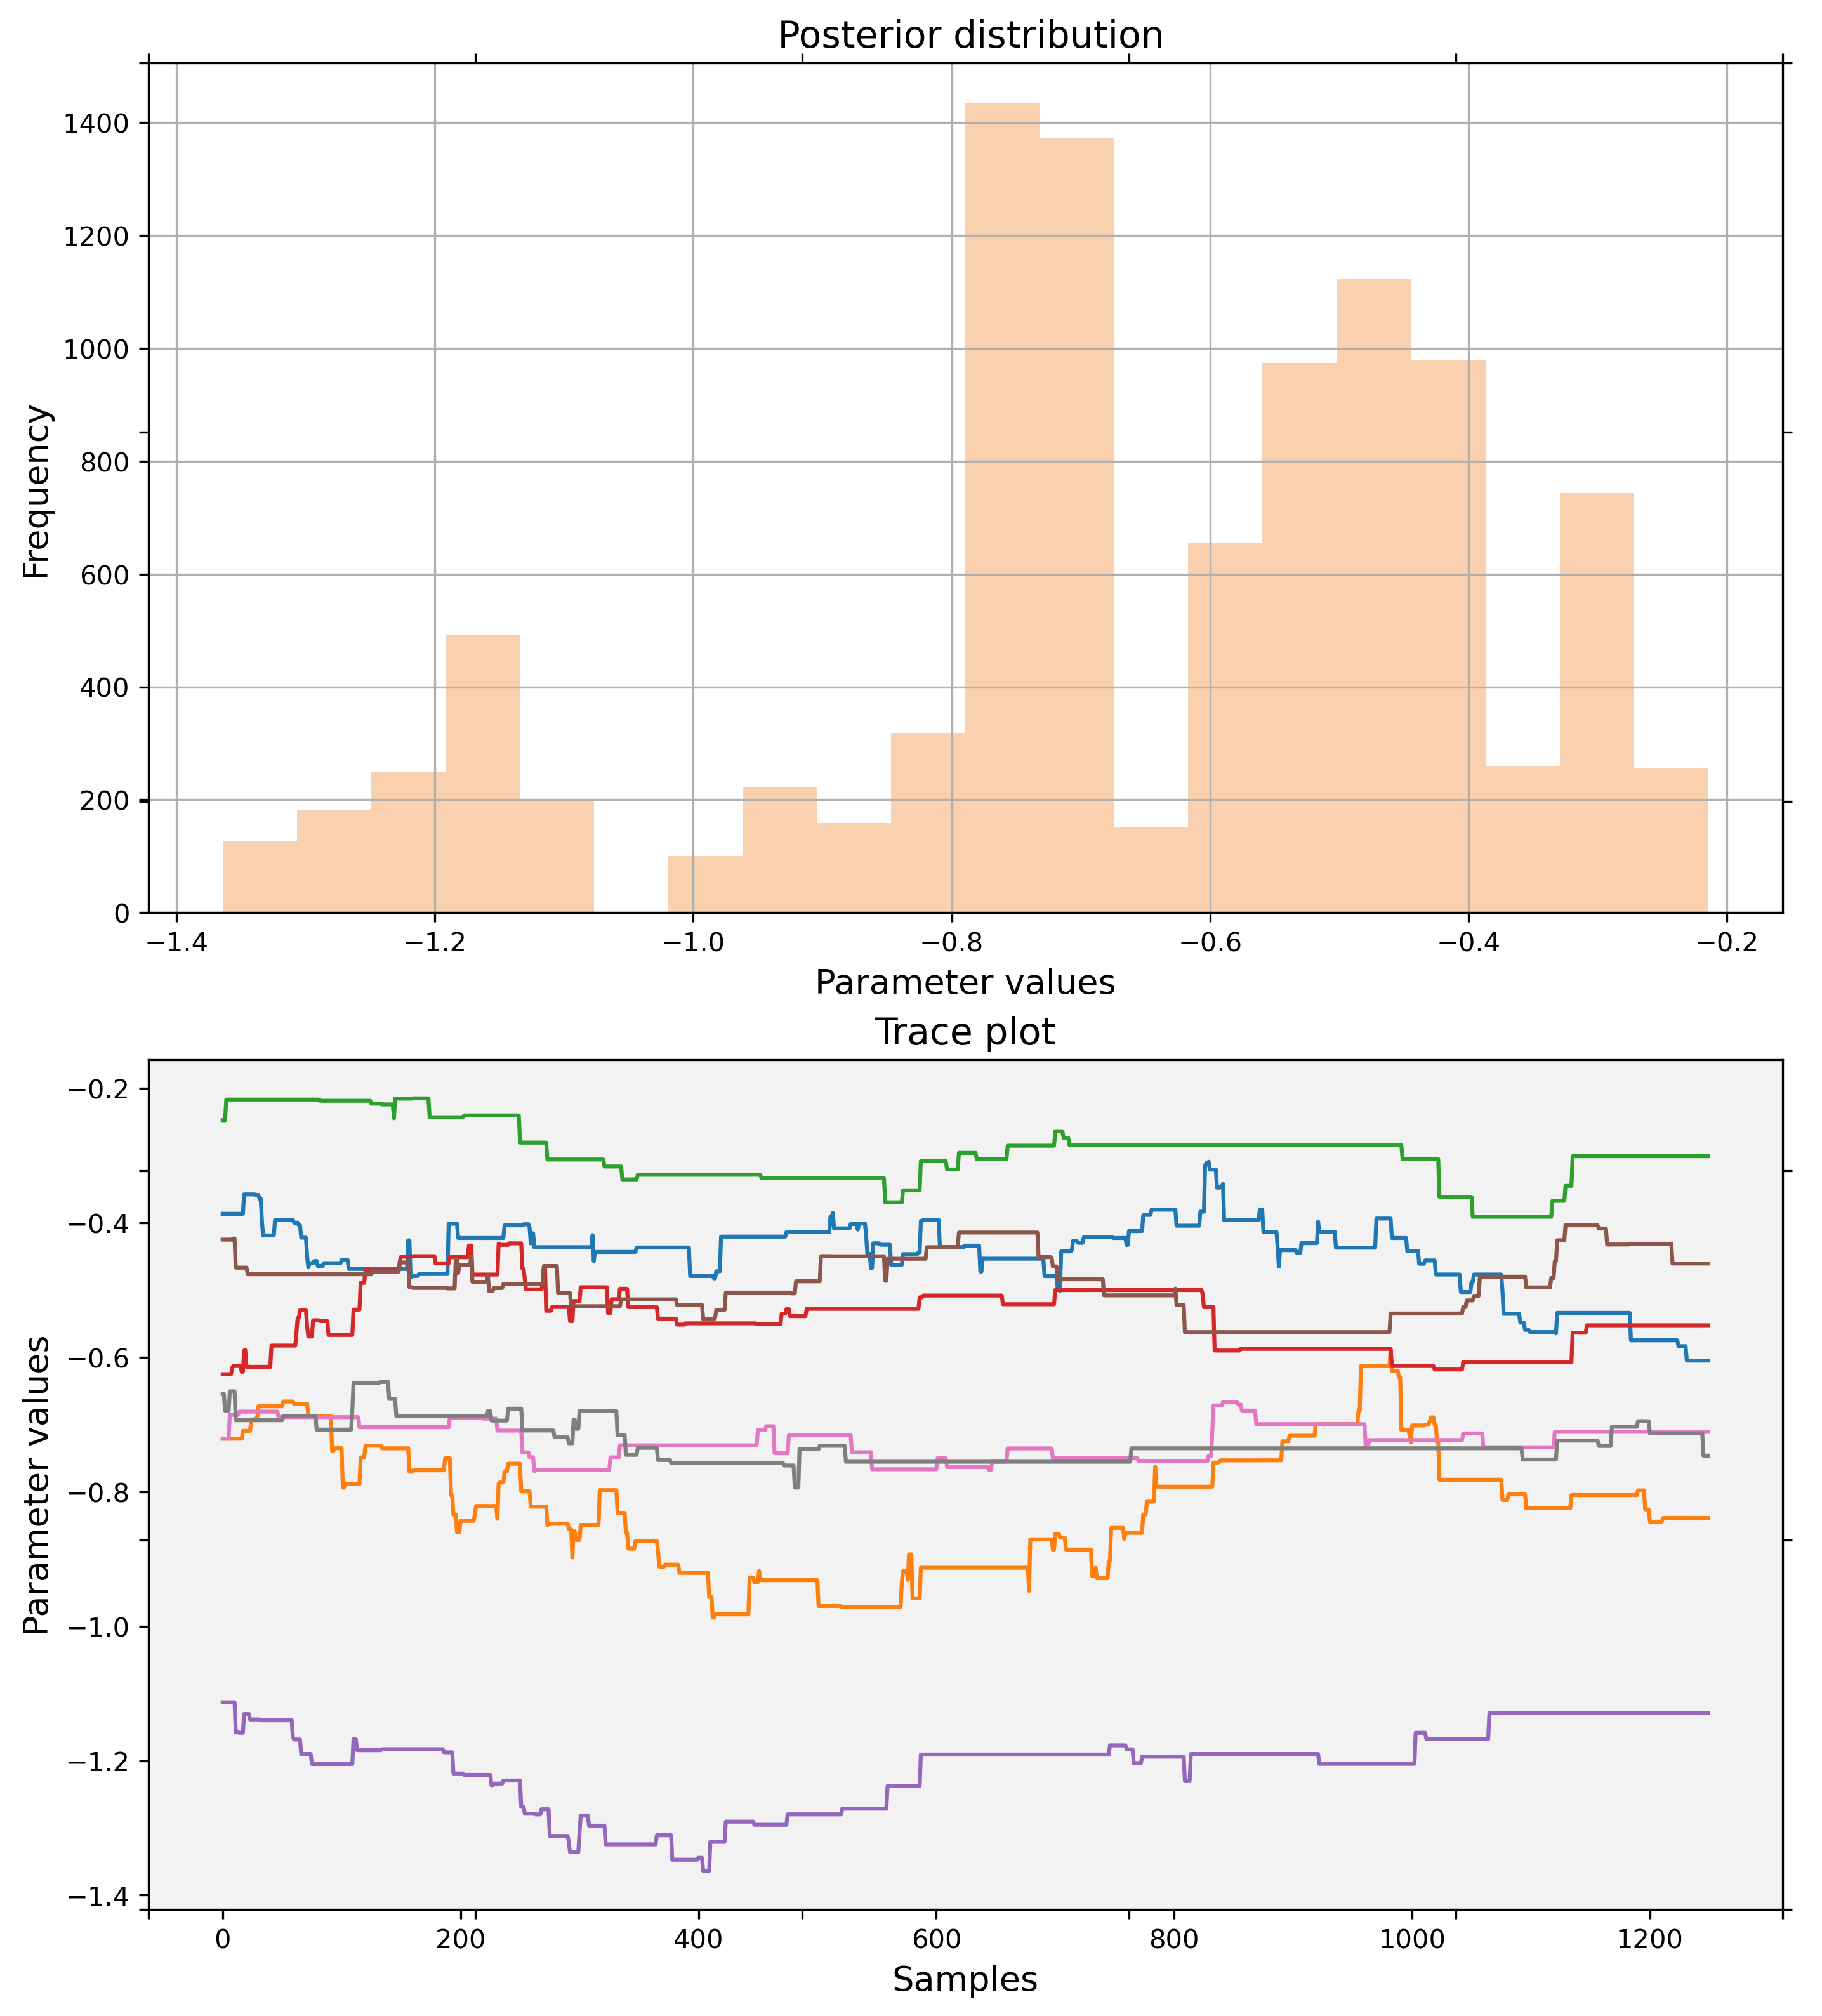 Posterior distribution
1400
1200
1000
800
600
400
200
0
Frequency
−1.4 −1.2 −1.0 −0.8 −0.6 −0.4 −0.2
Parameter values
Trace plot
−0.2
−0.4
−0.6
−0.8
−1.0
−1.2
−1.4
Parameter values
0 200 400 600 800 1000 1200
Samples